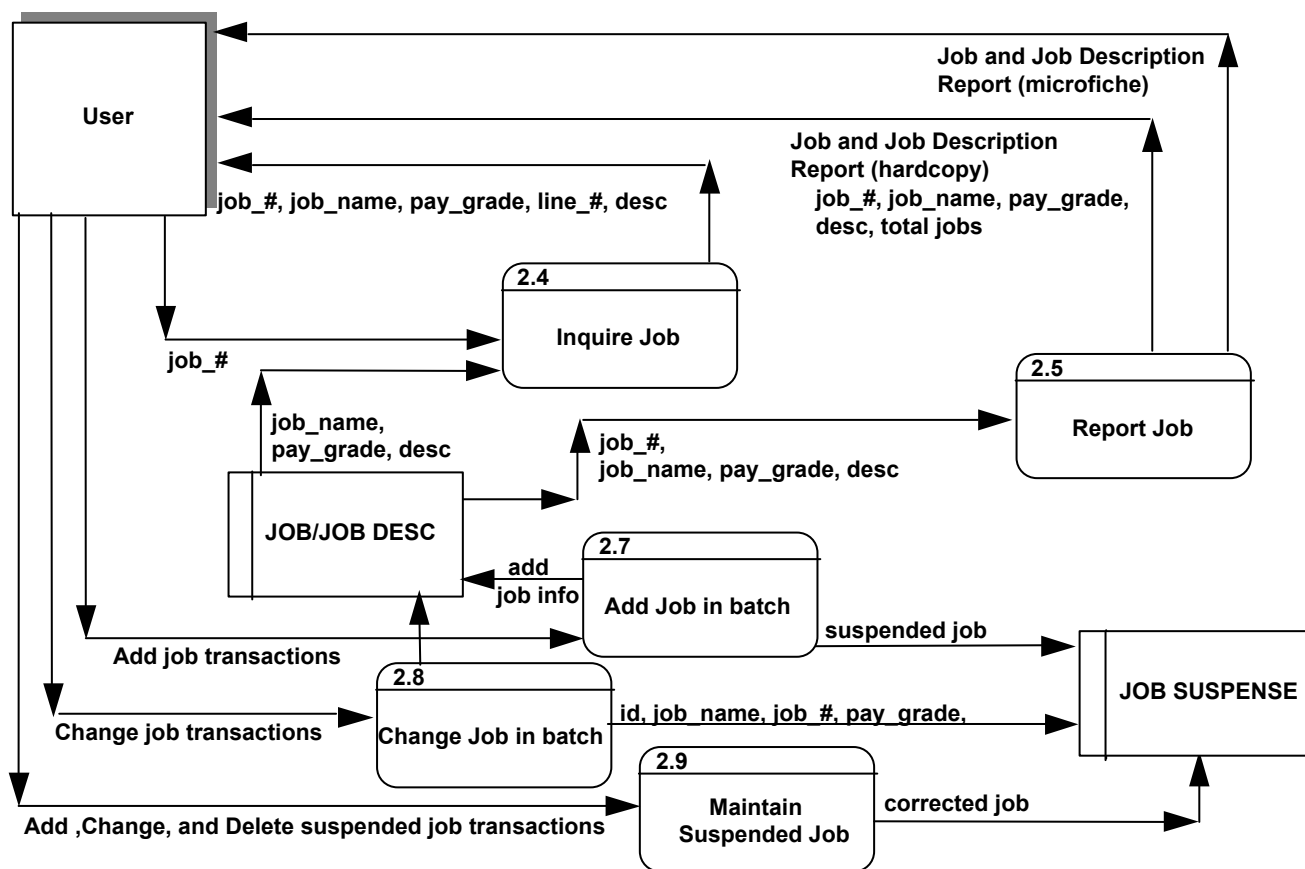 Job and Job Description
Report (microfiche)
User
Job and Job Description
Report (hardcopy)
job_#, job_name, pay_grade,
desc, total jobs
job_#, job_name, pay_grade, line_#, desc
2.4
Inquire Job
job_#
2.5
Report Job
job_name,
pay_grade, desc
job_#,
job_name, pay_grade, desc
JOB/JOB DESC
2.7
Add Job in batch
add
job info
suspended job
Add job transactions
2.8
Change Job in batch
JOB SUSPENSE
id, job_name, job_#, pay_grade,
Change job transactions
2.9
Maintain
Suspended Job
corrected job
Add ,Change, and Delete suspended job transactions